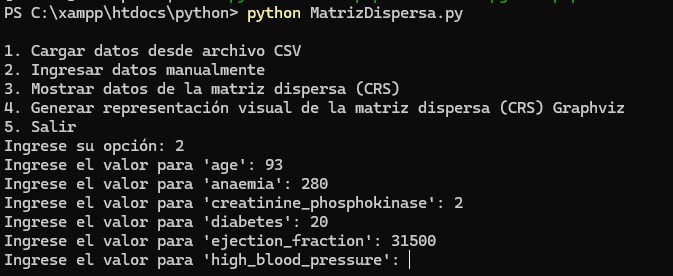 PS C:\xampp\htdocs\python> python MatrizDispersa.py
1. Cargar datos desde archivo CSV
2. Ingresar datos manualmente
3. Mostrar datos de la matriz dispersa (CRS)
4. Generar representación visual de la matriz dispersa (CRS) Graphviz
5. Salir
Ingrese su opción: 2
Ingrese el valor para 'age': 93
Ingrese el valor para 'anaemia': 280
Ingrese el valor para 'creatinine_phosphokinase': 2
Ingrese el valor para 'diabetes': 20
Ingrese el valor para 'ejection_fraction': 31500
Ingrese el valor para 'high_blood_pressure':